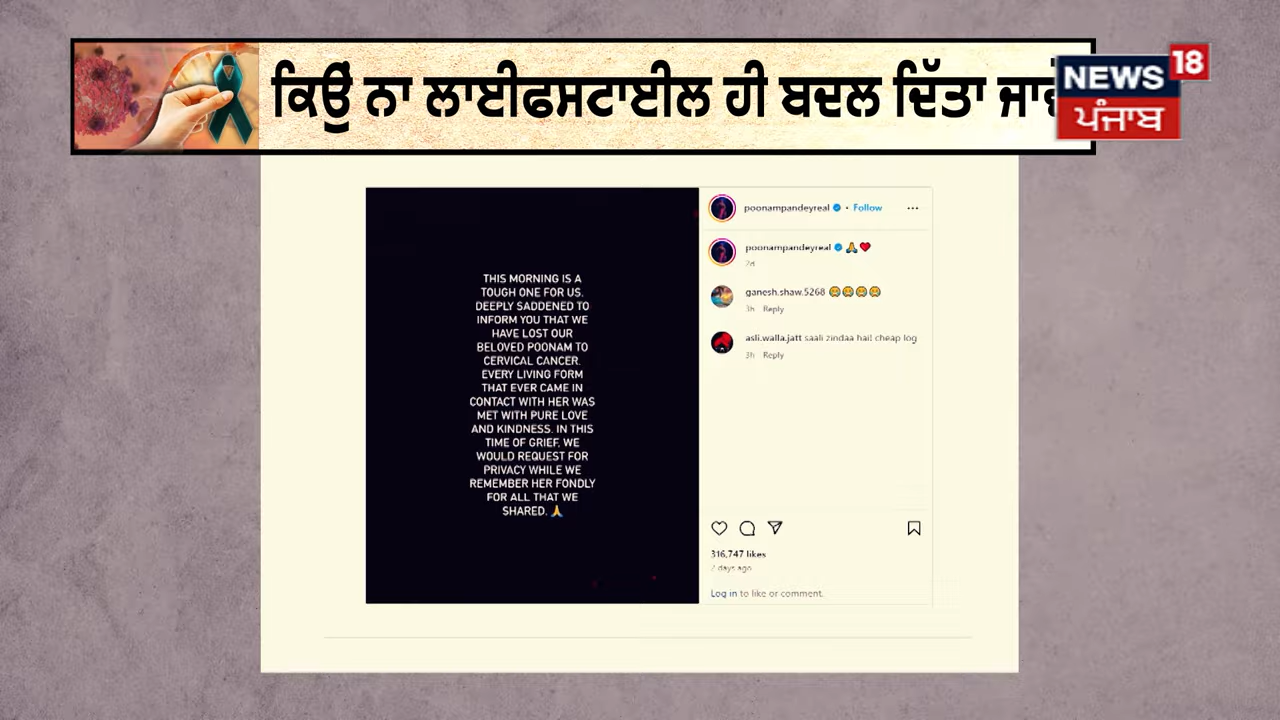 ਕਿਉਂ ਨਾ ਲਾਈਫਸਟਾਈਲ ਹੀ ਬਦਲ ਦਿੱਤਾ
NEWS 18
ਪੰਜਾਬ
THIS MORNING IS A
TOUGH ONE FOR US.
DEEPLY SADDENED TO
INFORM YOU THAT WE
HAVE LOST OUR
BELOVED POONAM TO
CERVICAL CANCER.
EVERY LIVING FORM
THAT EVER CAME IN
CONTACT WITH HER WAS
MET WITH PURE LOVE
AND KINDNESS. IN THIS
TIME OF GRIEF, WE
WOULD REQUEST FOR
PRIVACY WHILE WE
REMEMBER HER FONDLY
FOR ALL THAT WE
SHARED. 🙏
poonampandeyreal • Follow
poonampandeyreal 🙏❤️
2d
ganesh.shaw.5268 😂😂😂😂
3h Reply
asli.walla.jatt saali zindaa hai! cheap log
3h Reply
316,747 likes
2 days ago
Log in to like or comment.